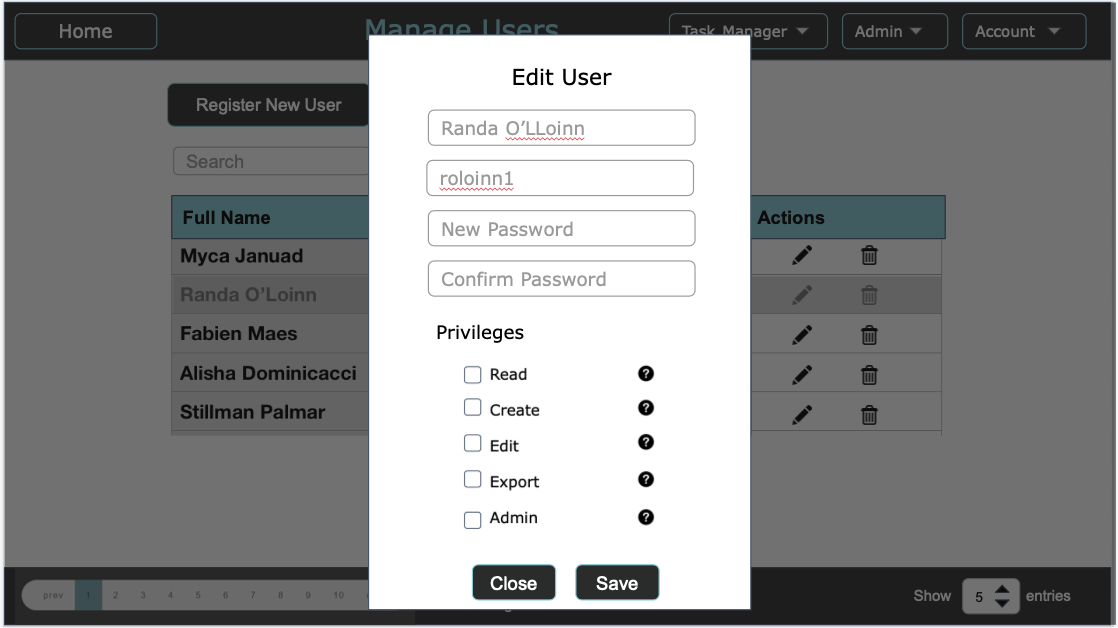 Home
Manage Users
Task Manager
Admin
Account
Register New User
Search
Full Name
Actions
Myca Januad
Randa O'Loinn
Fabien Maes
Alisha Dominicacci
Stillman Palmar
Edit User
Randa O’LLoinn
roloinn1
New Password
Confirm Password
Privileges
Read ?
Create ?
Edit ?
Export ?
Admin ?
Close Save
prev 1 2 3 4 5 6 7 8 9 10
Show 5 entries